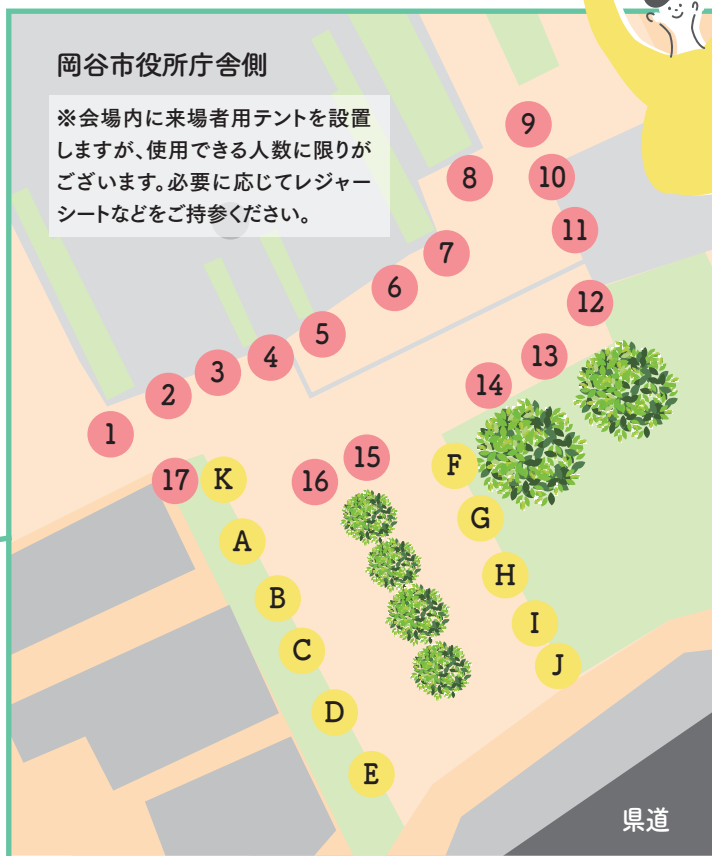 岡谷市役所庁舎側
※会場内に来場者用テントを設置
しますが、使用できる人数に限りが
ございます。必要に応じてレジャー
シートなどをご持参ください。
9
8
10
11
7
6
12
5
4
13
3
14
2
1
15
F
17
K
16
G
A
H
B
I
C
J
D
E
県道